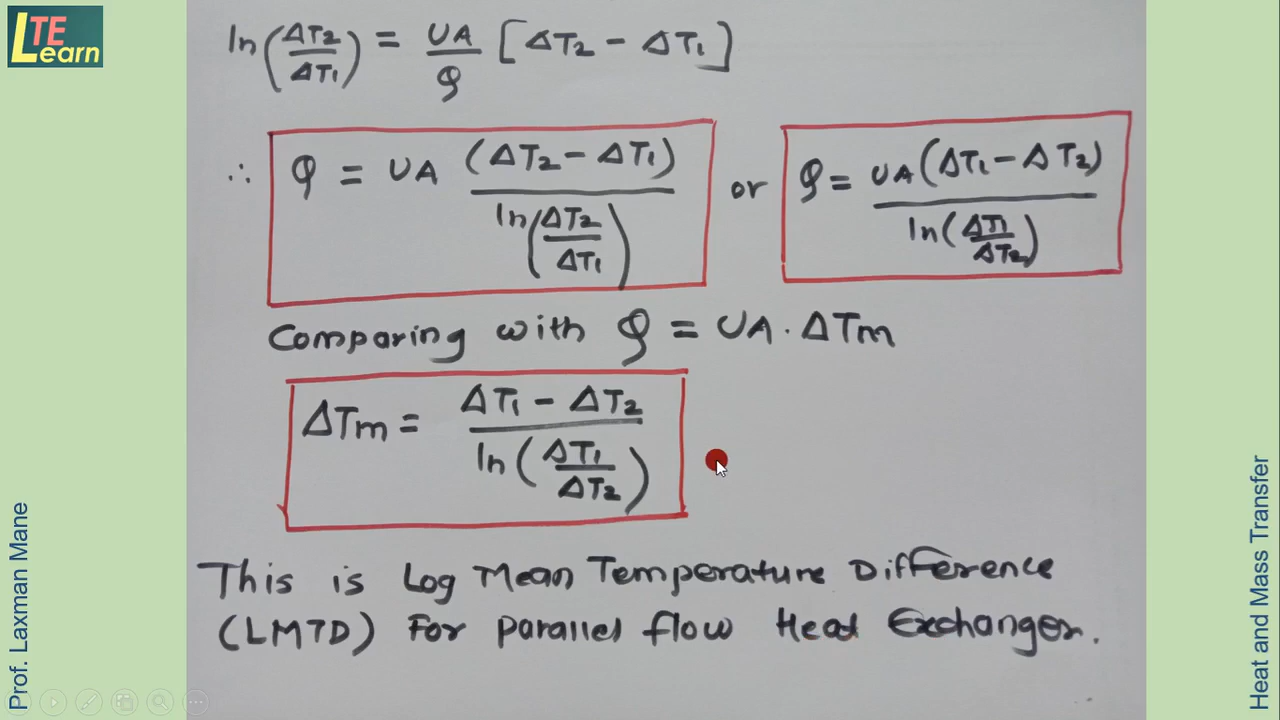 LTE Learn
ln(ΔT2/ΔT1) = UA/Q [ΔT2 - ΔT1]
∴ Q = UA (ΔT2 - ΔT1)/ln(ΔT2/ΔT1) or Q = UA(ΔT1 - ΔT2)/ln(ΔT1/ΔT2)
Comparing with Q = UA · ΔTm
ΔTm = ΔT1 - ΔT2/ln(ΔT1/ΔT2)
This is Log Mean Temperature Difference
(LMTD) For parallel flow Heat Exchanger.
Prof. Laxman Mane
Heat and Mass Transfer